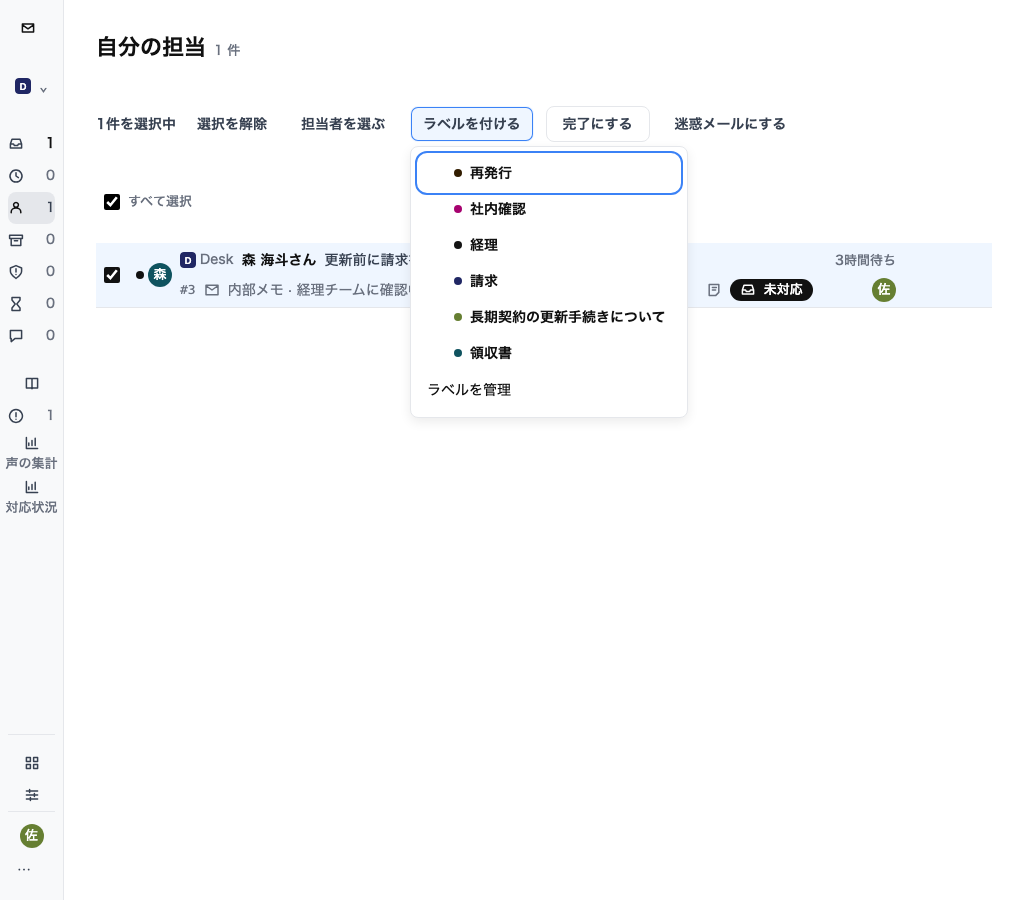 自分の担当 1 件
D
1件を選択中 選択を解除 担当者を選ぶ ラベルを付ける 完了にする 迷惑メールにする
1
0
1
0
0
0
0
1
声の集計
対応状況
佐
…
すべて選択
森 D Desk 森 海斗さん 更新前に請求 3時間待ち
#3 内部メモ · 経理チームに確認 未対応 佐
再発行
社内確認
経理
請求
長期契約の更新手続きについて
領収書
ラベルを管理